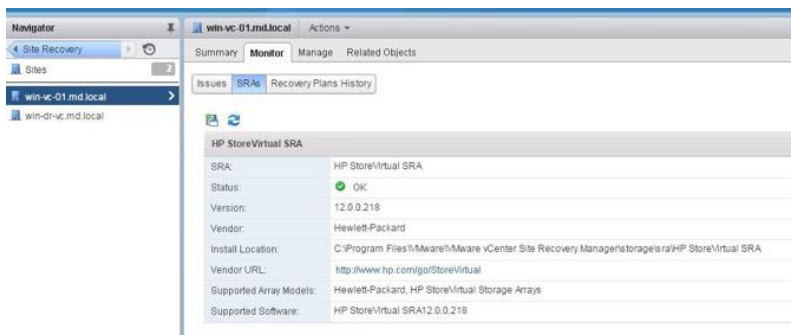 Navigator
Site Recovery
Sites 2
win-vc-01.md.local
win-dr-vc.md.local
win-vc-01.md.local Actions
Summary Monitor Manage Related Objects
Issues SRAs Recovery Plans History
HP StoreVirtual SRA
SRA: HP StoreVirtual SRA
Status: OK
Version: 12.0.0.218
Vendor: Hewlett-Packard
Install Location: C:\Program Files\VMware\VMware vCenter Site Recovery Manager\storage\sra\HP StoreVirtual SRA
Vendor URL: http://www.hp.com/go/StoreVirtual
Supported Array Models: Hewlett-Packard, HP StoreVirtual Storage Arrays
Supported Software: HP StoreVirtual SRA12.0.0.218